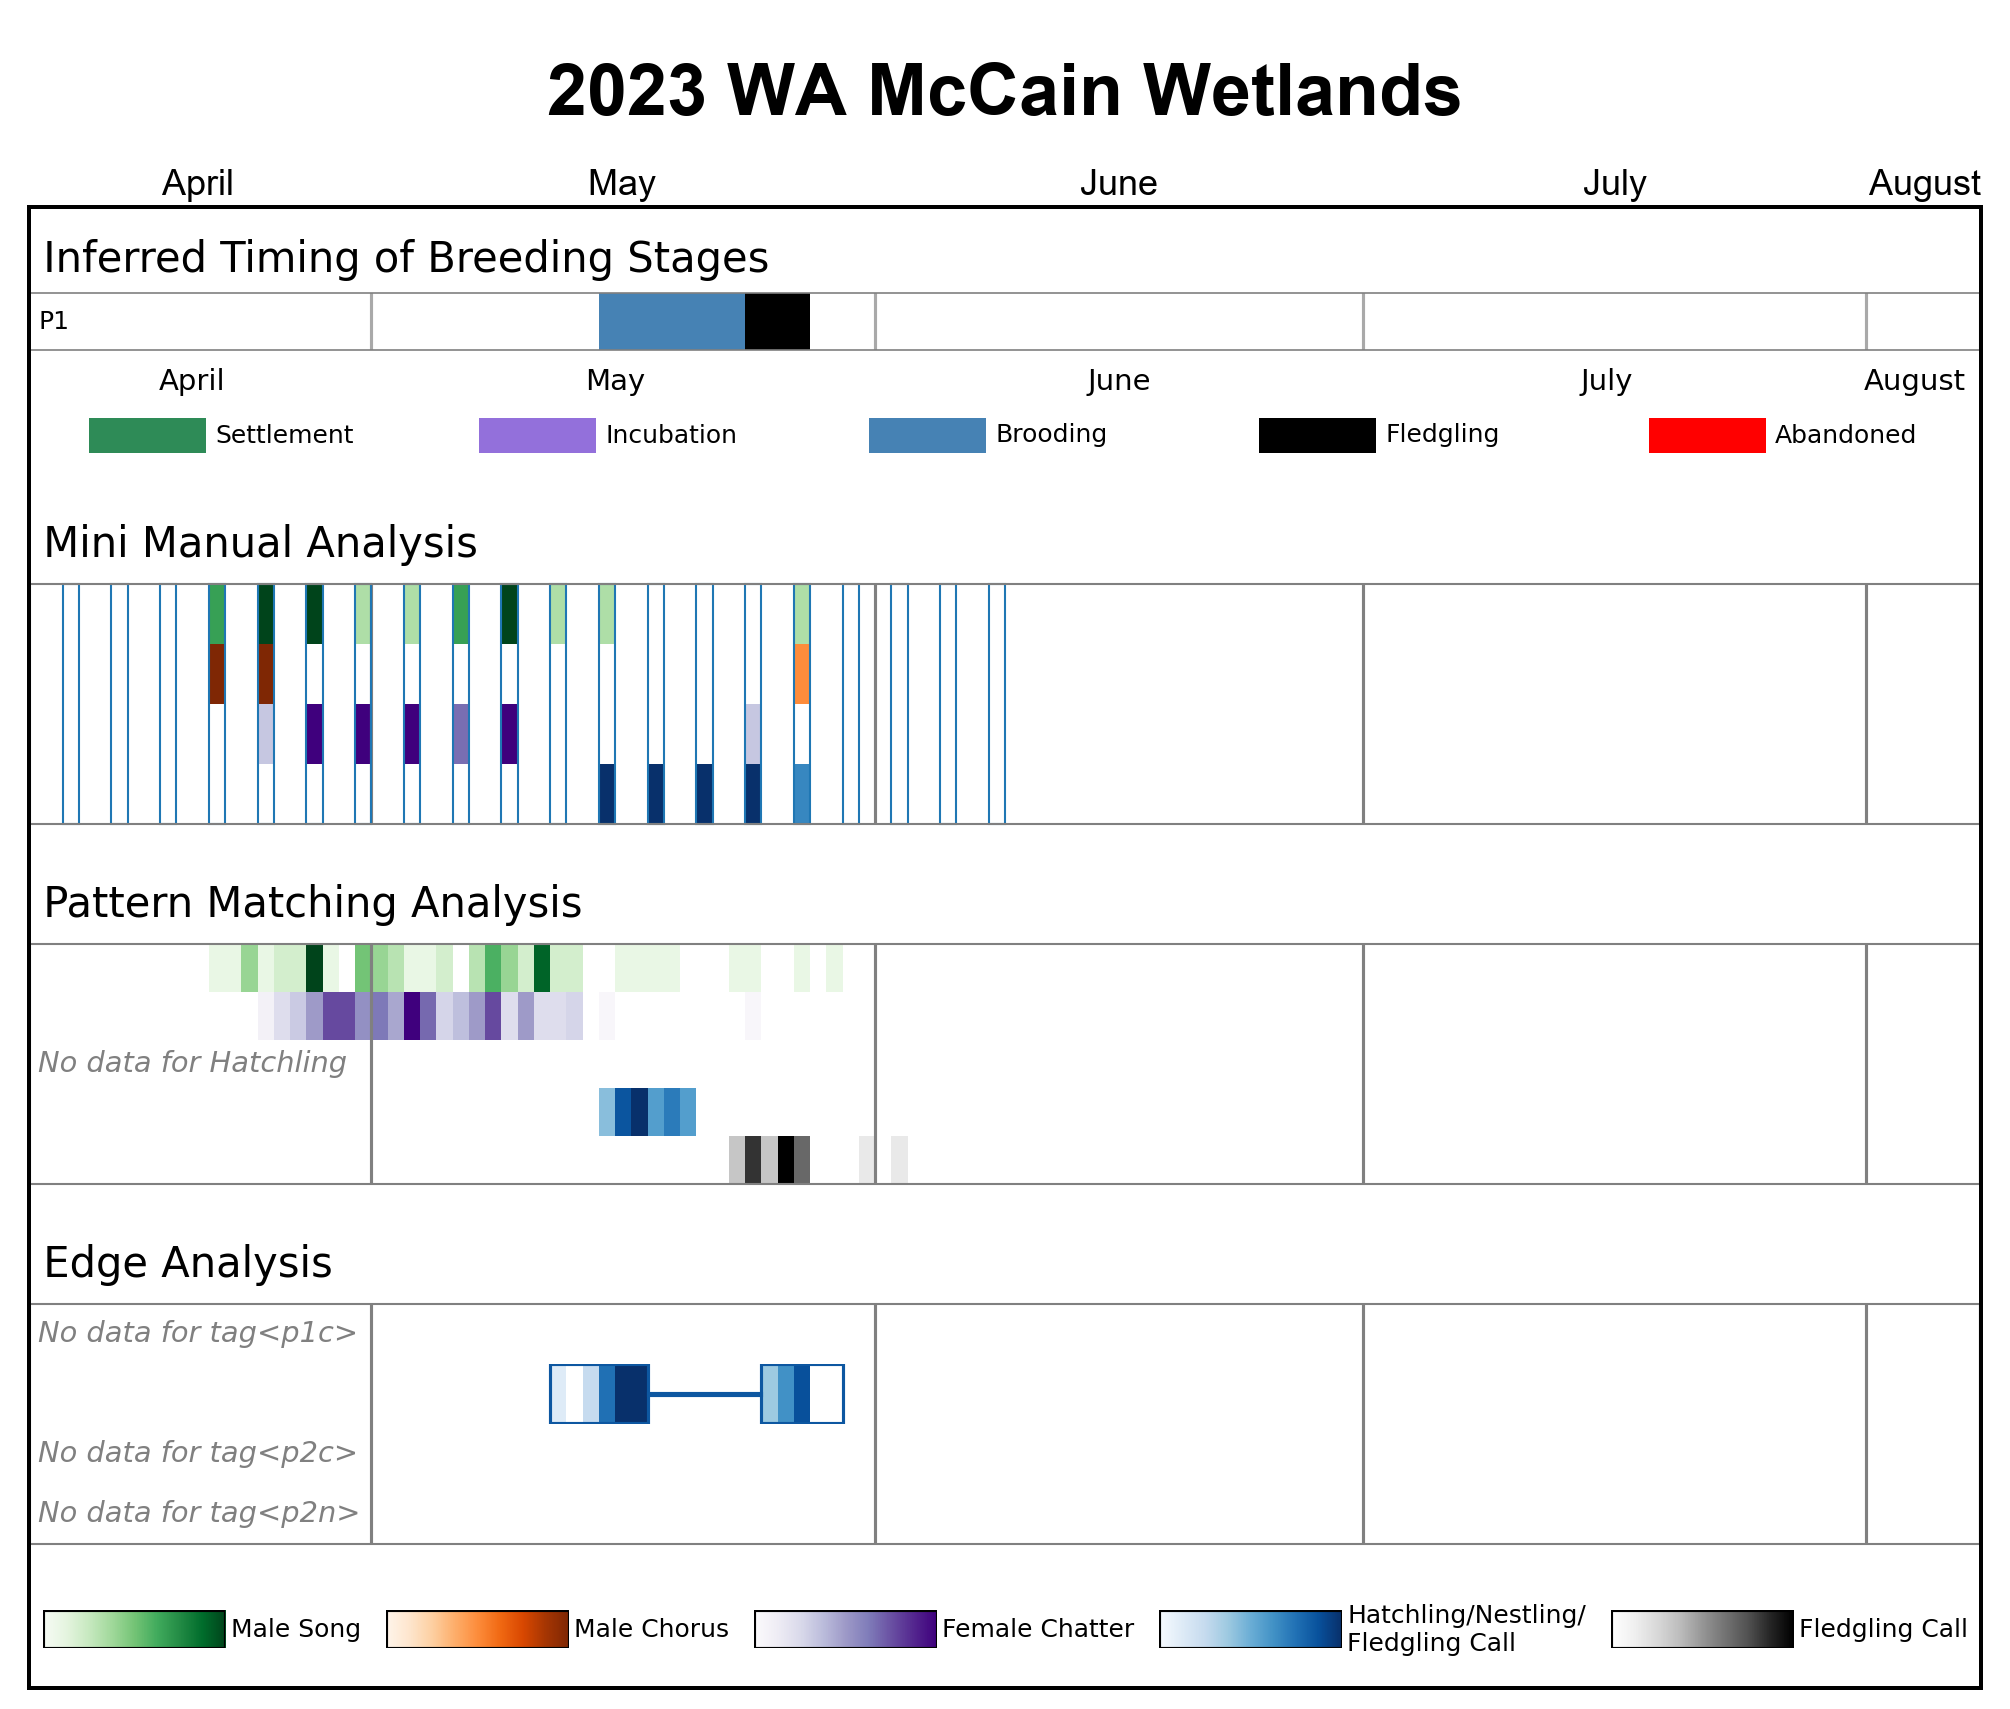 2023 WA McCain Wetlands
April May June July August
Inferred Timing of Breeding Stages
P1
April May June July August
Settlement Incubation Brooding Fledgling Abandoned
Mini Manual Analysis
Pattern Matching Analysis
No data for Hatchling
Edge Analysis
No data for tag<p1c>
No data for tag<p2c>
No data for tag<p2n>
Male Song Male Chorus Female Chatter Hatchling/Nestling/
Fledgling Call Fledgling Call